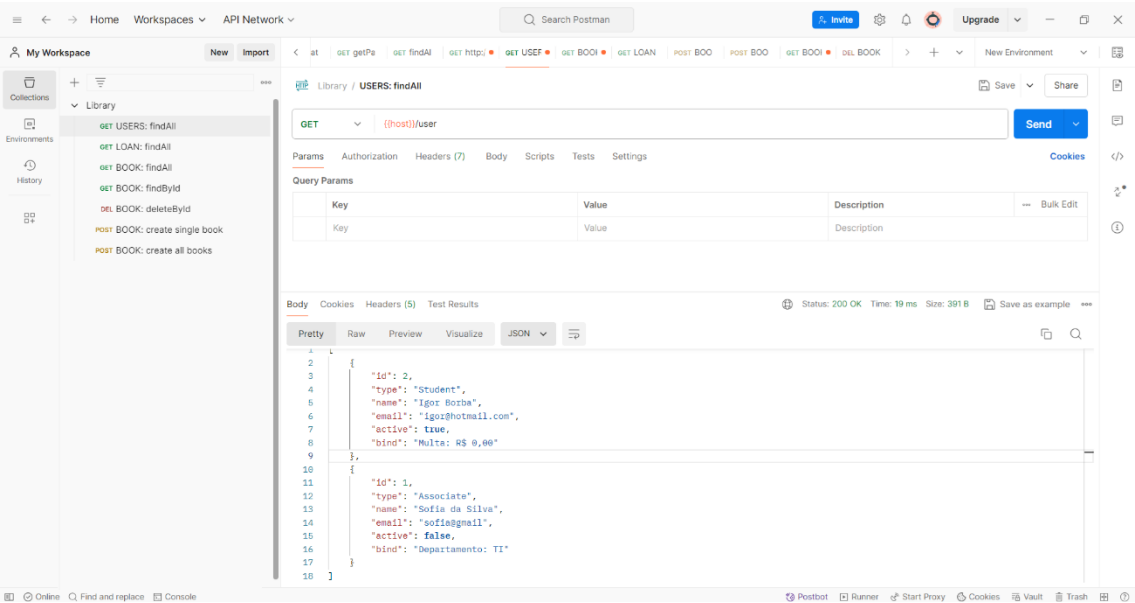 Home Workspaces API Network Search Postman Invite Upgrade
My Workspace New Import at GET getPa GET findAl GET http:/ GET USEF GET BOOI GET LOAN POST BOO POST BOO GET BOOI DEL BOOK New Environment
Collections
Environments
History
Library
GET USERS: findAll
GET LOAN: findAll
GET BOOK: findAll
GET BOOK: findById
DEL BOOK: deleteById
POST BOOK: create single book
POST BOOK: create all books
HTTP Library / USERS: findAll Save Share
GET {{host}}/user Send
Params Authorization Headers (7) Body Scripts Tests Settings Cookies
Query Params
Key Value Description Bulk Edit
Key Value Description
Body Cookies Headers (5) Test Results Status: 200 OK Time: 19 ms Size: 391 B Save as example
Pretty Raw Preview Visualize JSON
1 [
2 {
3 "id": 2,
4 "type": "Student",
5 "name": "Igor Borba",
6 "email": "igor@hotmail.com",
7 "active": true,
8 "bind": "Multa: R$ 0,00"
9 },
10 {
11 "id": 1,
12 "type": "Associate",
13 "name": "Sofia da Silva",
14 "email": "sofia@gmail",
15 "active": false,
16 "bind": "Departamento: TI"
17 }
18 ]
Online Find and replace Console Postbot Runner Start Proxy Cookies Vault Trash